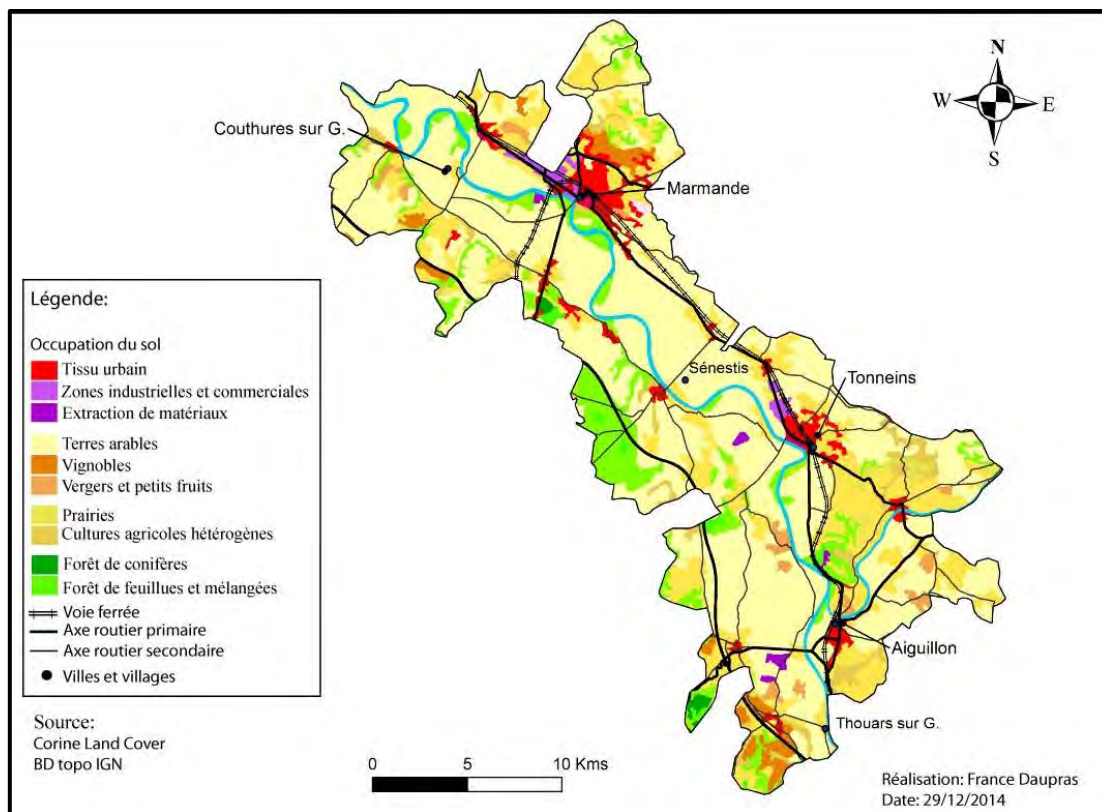 N
W
E
S
Couthures sur G.
Marmande
Sénestis
Tonneins
Aiguillon
Thouars sur G.
Légende:
Occupation du sol
Tissu urbain
Zones industrielles et commerciales
Extraction de matériaux
Terres arables
Vignobles
Vergers et petits fruits
Prairies
Cultures agricoles hétérogènes
Forêt de conifères
Forêt de feuillues et mélangées
Voie ferrée
Axe routier primaire
Axe routier secondaire
Villes et villages
Source:
Corine Land Cover
BD topo IGN
0 5 10 Kms
Réalisation: France Daupras
Date: 29/12/2014